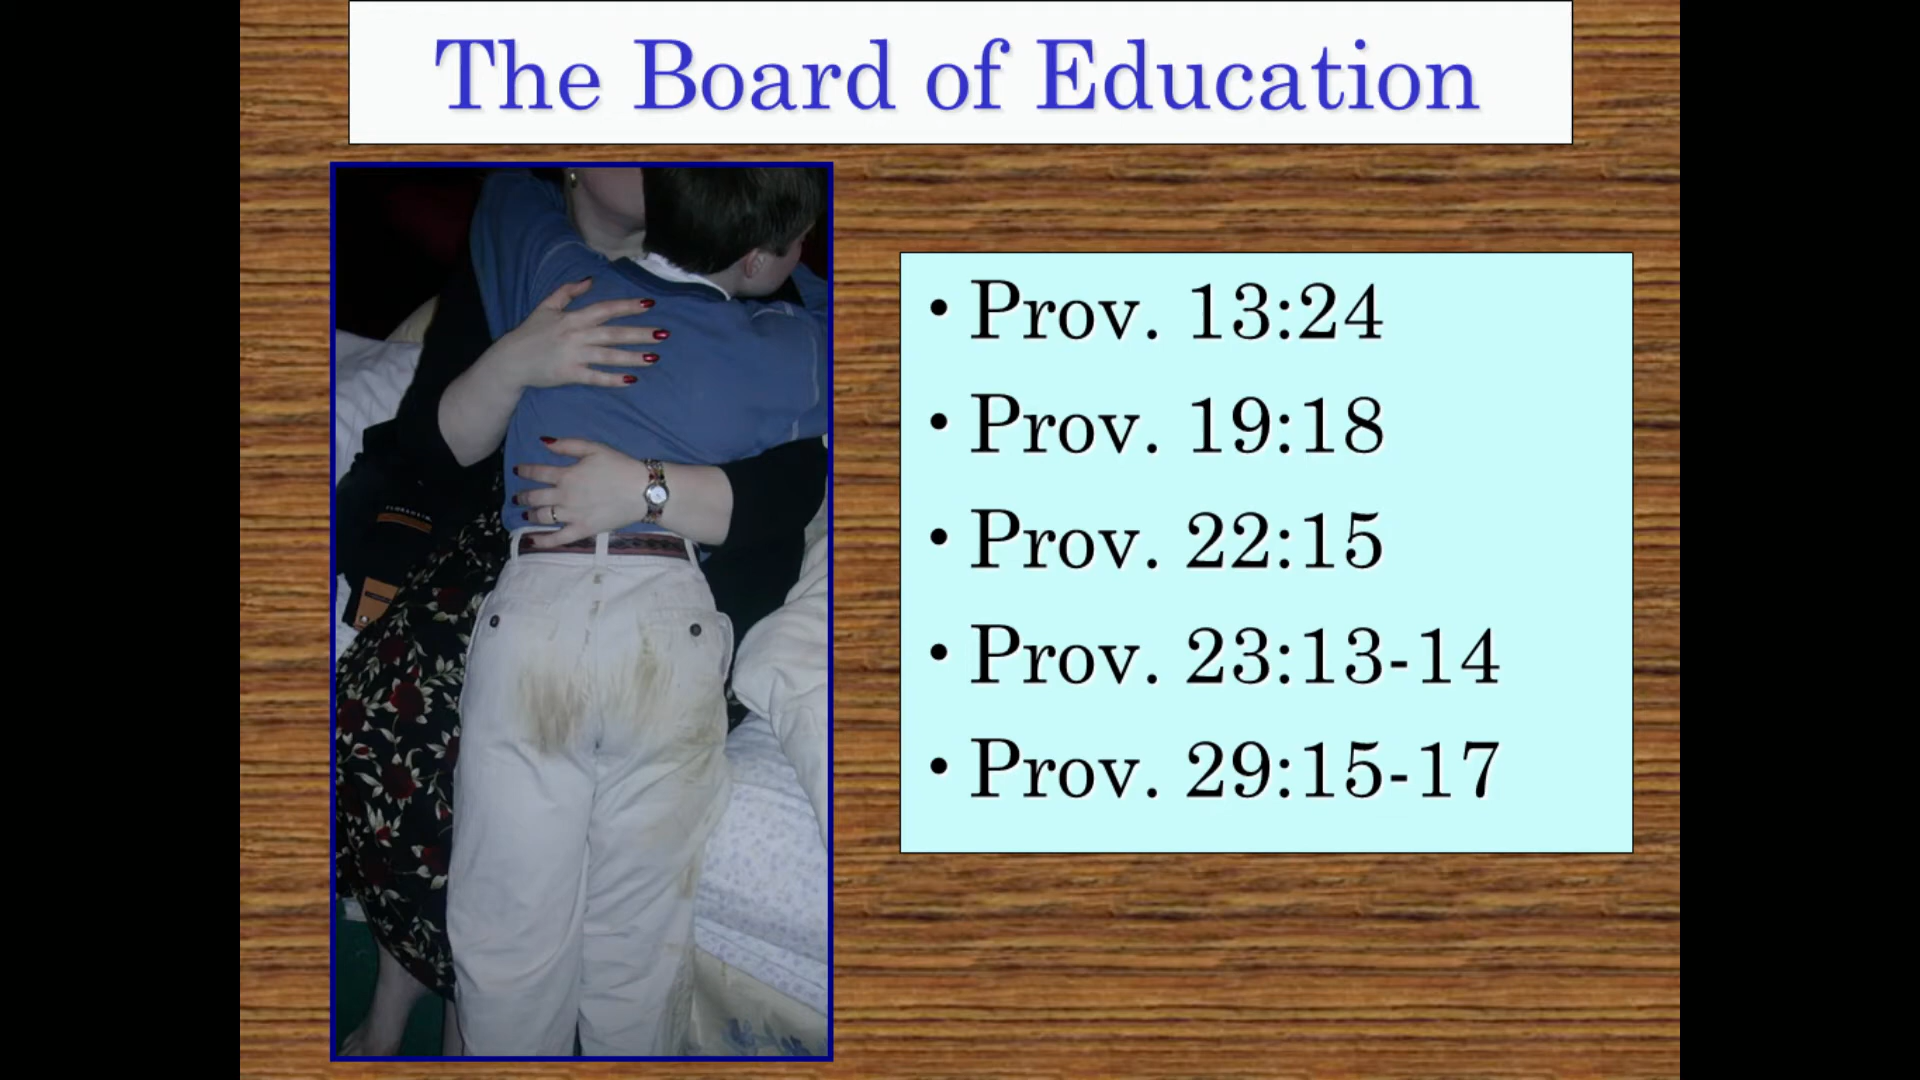 The Board of Education
• Prov. 13:24
• Prov. 19:18
• Prov. 22:15
• Prov. 23:13-14
• Prov. 29:15-17